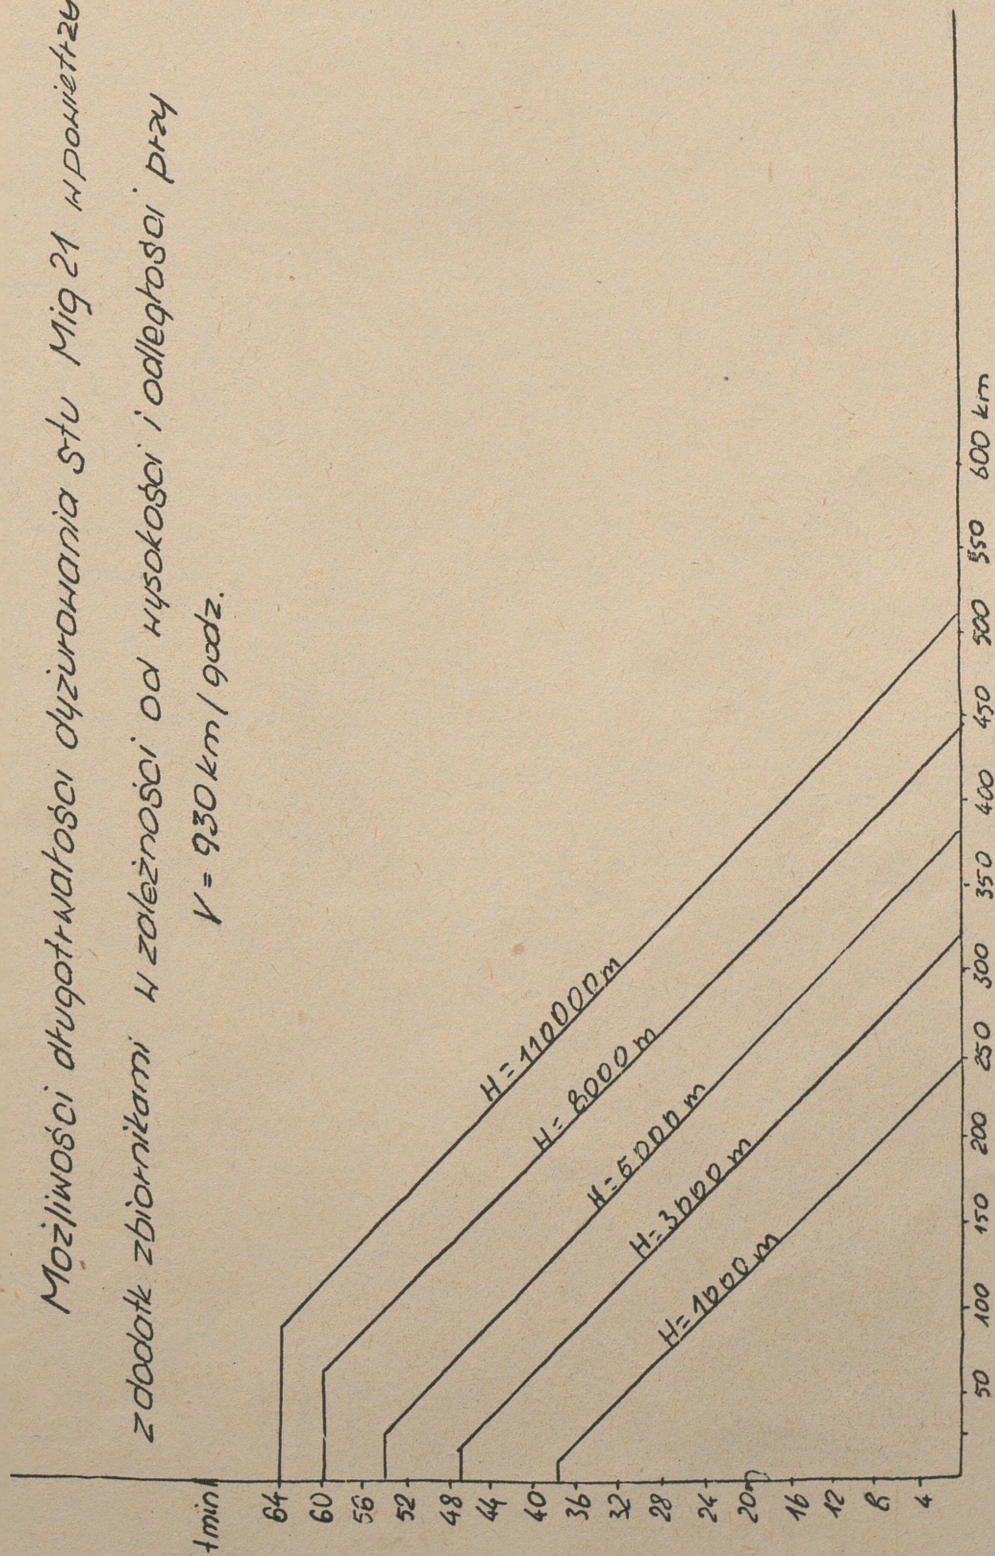 Możliwości długotrwałości dyżurowania stu Mig 21 w powietrzu
z dodatk zbiornikami w zależności od wysokości i odległości przy
V = 930 km / godz.
t min
64
60
56
52
48
44
40
36
32
28
24
20
16
12
8
4
H = 110000 m
H = 8000 m
H = 5000 m
H = 3000 m
H = 1000 m
50 100 150 200 250 300 350 400 450 500 550 600 km